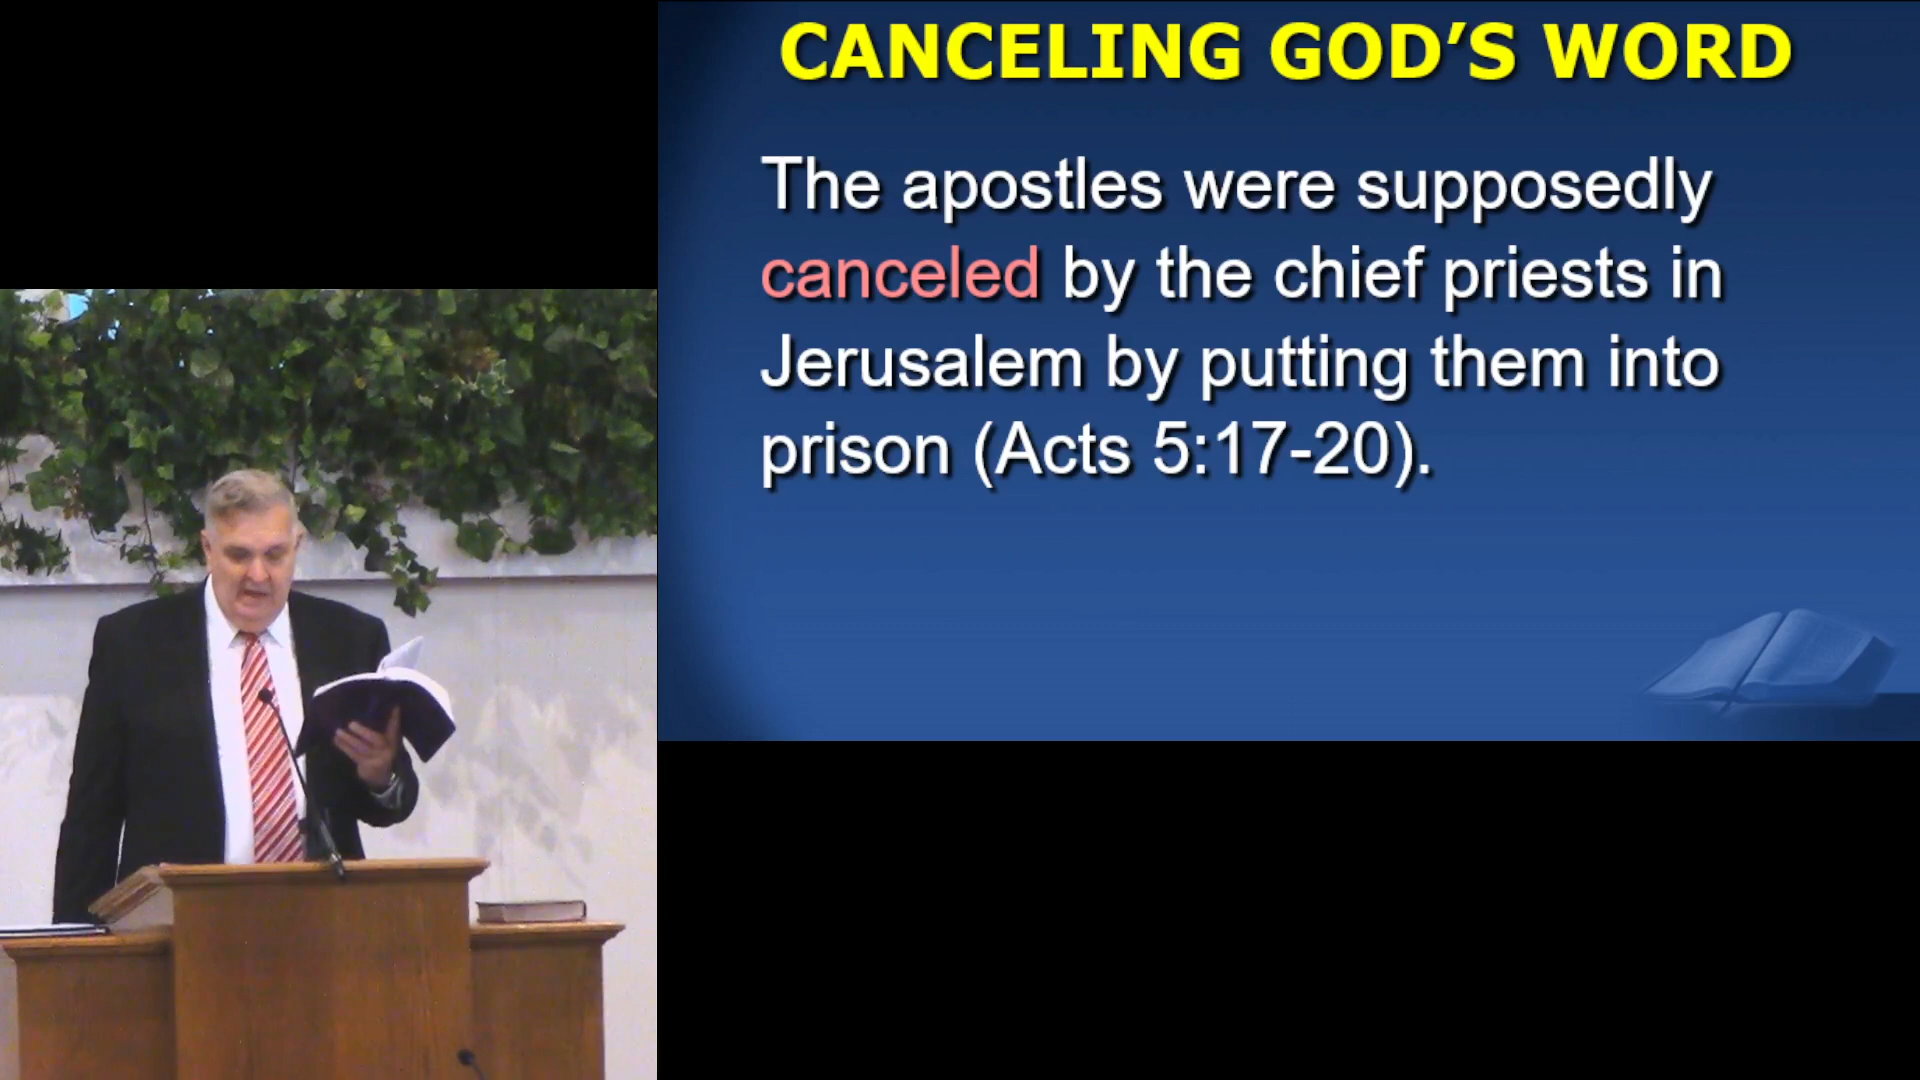 CANCELING GOD’S WORD
The apostles were supposedly
canceled by the chief priests in
Jerusalem by putting them into
prison (Acts 5:17-20).